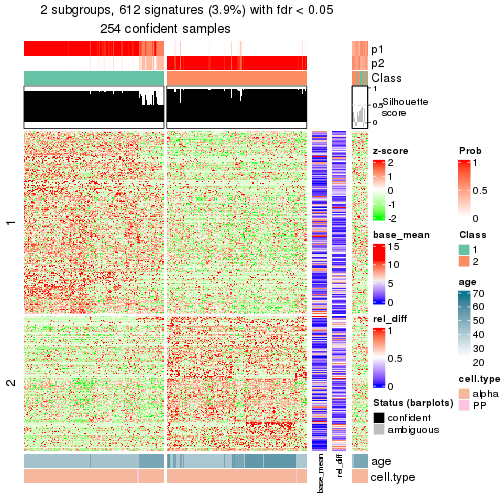 2 subgroups, 612 signatures (3.9%) with fdr < 0.05
254 confident samples
p1
p2
Class
1
0.5
0
Silhouette
score
1
2
age
cell.type
base_mean
rel_diff
z-score
2
1
0
-1
-2
base_mean
15
10
5
0
rel_diff
1
0.5
0
Status (barplots)
confident
ambiguous
Prob
1
0.5
0
Class
1
2
age
70
60
50
40
30
20
cell.type
alpha
PP